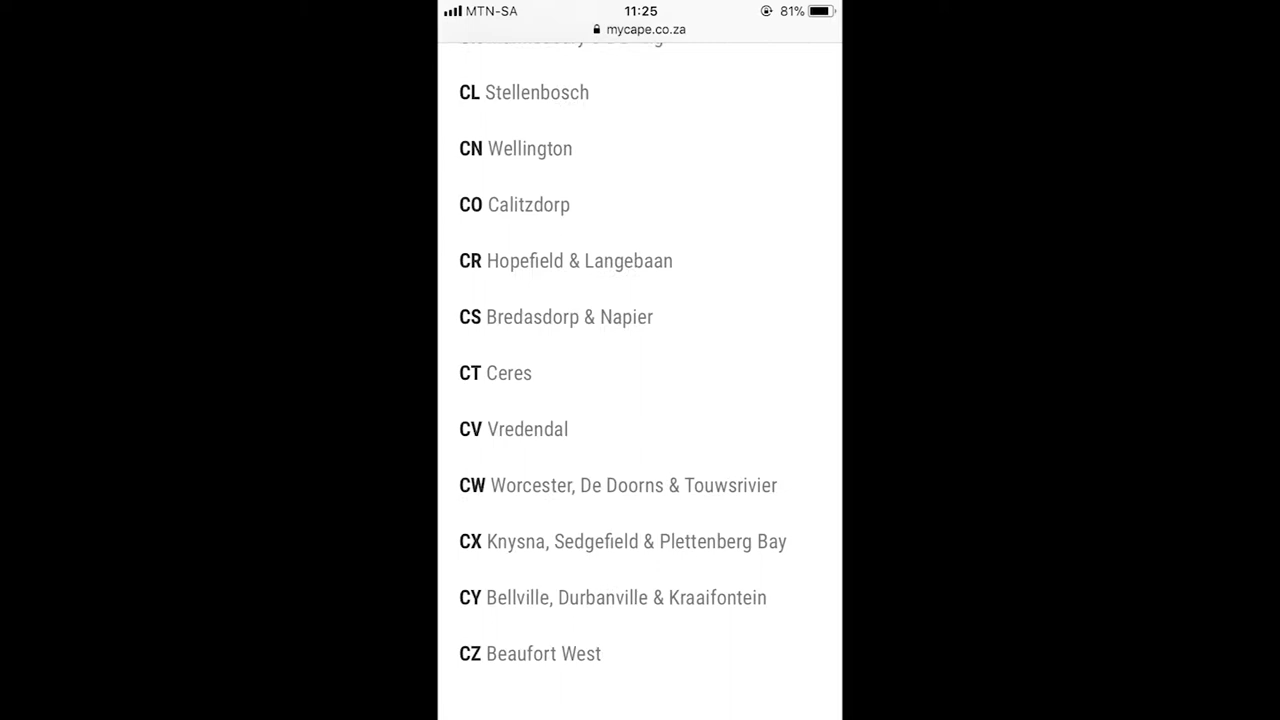 MTN-SA 11:25 81%
mycape.co.za
CL Stellenbosch
CN Wellington
CO Calitzdorp
CR Hopefield & Langebaan
CS Bredasdorp & Napier
CT Ceres
CV Vredendal
CW Worcester, De Doorns & Touwsrivier
CX Knysna, Sedgefield & Plettenberg Bay
CY Bellville, Durbanville & Kraaifontein
CZ Beaufort West